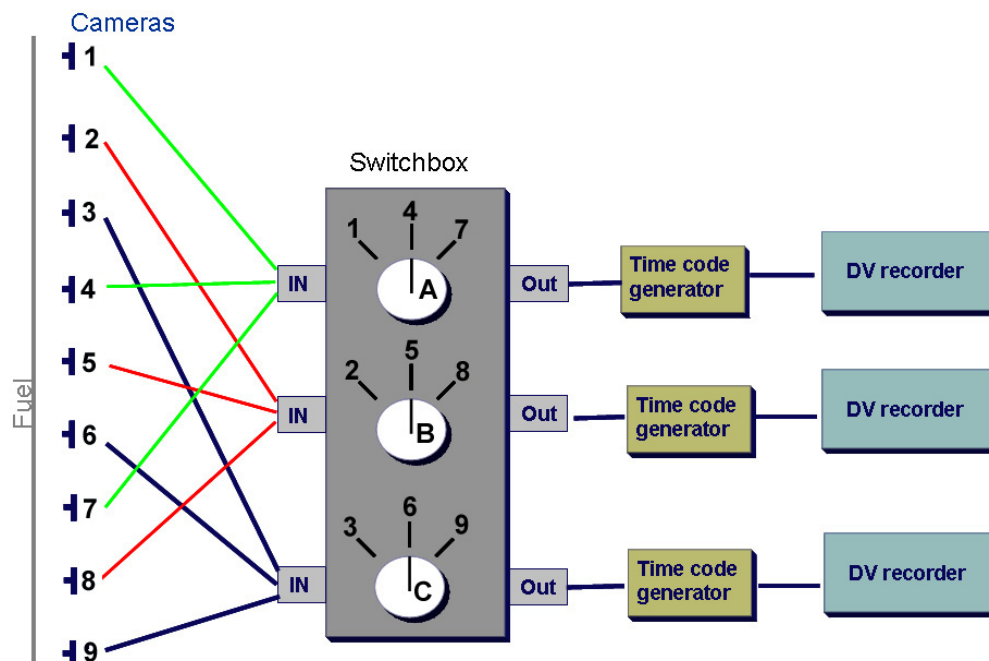 Cameras
1
2
3
4
5
6
7
8
9
Fuel
Switchbox
1 4 7
A
2 5 8
B
3 6 9
C
IN
IN
IN
Out
Out
Out
Time code
generator
DV recorder
Time code
generator
DV recorder
Time code
generator
DV recorder